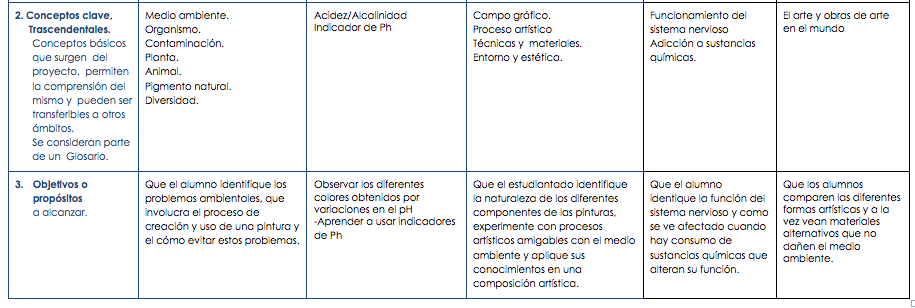 2. Conceptos clave,
Trascendentales.
Conceptos básicos
que surgen del
proyecto, permiten
la comprensión del
mismo y pueden ser
transferibles a otros
ámbitos.
Se consideran parte
de un Glosario.
Medio ambiente.
Organismo.
Contaminación.
Planta.
Animal.
Pigmento natural.
Diversidad.
Acidez/Alcalinidad
Indicador de Ph
Campo gráfico.
Proceso artístico
Técnicas y materiales.
Entorno y estética.
Funcionamiento del
sistema nervioso
Adicción a sustancias
químicas.
El arte y obras de arte
en el mundo
3. Objetivos o
propósitos
a alcanzar.
Que el alumno identifique los
problemas ambientales, que
involucra el proceso de
creación y uso de una pintura y
el cómo evitar estos problemas.
Observar los diferentes
colores obtenidos por
variaciones en el pH
-Aprender a usar indicadores
de Ph
Que el estudiantado identifique
la naturaleza de los diferentes
componentes de las pinturas,
experimente con procesos
artísticos amigables con el medio
ambiente y aplique sus
conocimientos en una
composición artística.
Que el alumno
identique la función del
sistema nervioso y como
se ve afectado cuando
hay consumo de
sustancias químicas que
alteran su función.
Que los alumnos
comparen las diferentes
formas artísticas y a la
vez vean materiales
alternativos que no
dañen el medio
ambiente.